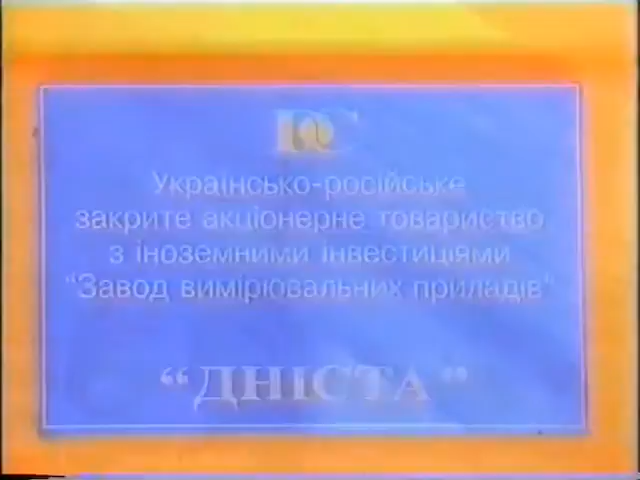 Українсько-російське
закрите акціонерне товариство
з іноземними інвестиціями
"Завод вимірювальних приладів"
“ДНІСТА”